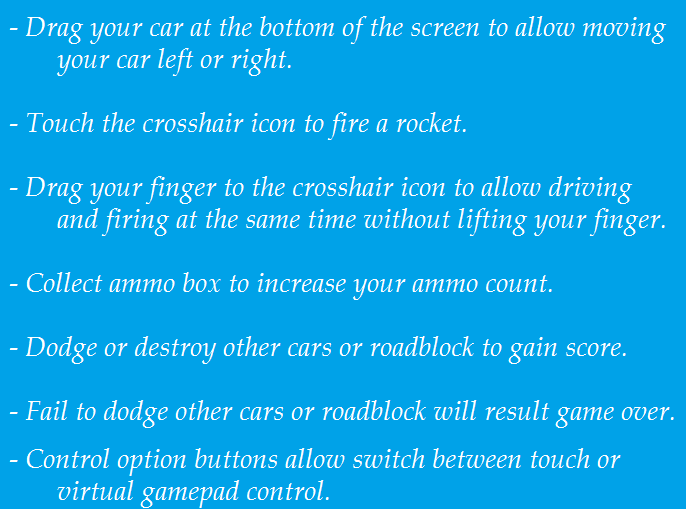 - Drag your car at the bottom of the screen to allow moving
your car left or right.
- Touch the crosshair icon to fire a rocket.
- Drag your finger to the crosshair icon to allow driving
and firing at the same time without lifting your finger.
- Collect ammo box to increase your ammo count.
- Dodge or destroy other cars or roadblock to gain score.
- Fail to dodge other cars or roadblock will result game over.
- Control option buttons allow switch between touch or
virtual gamepad control.